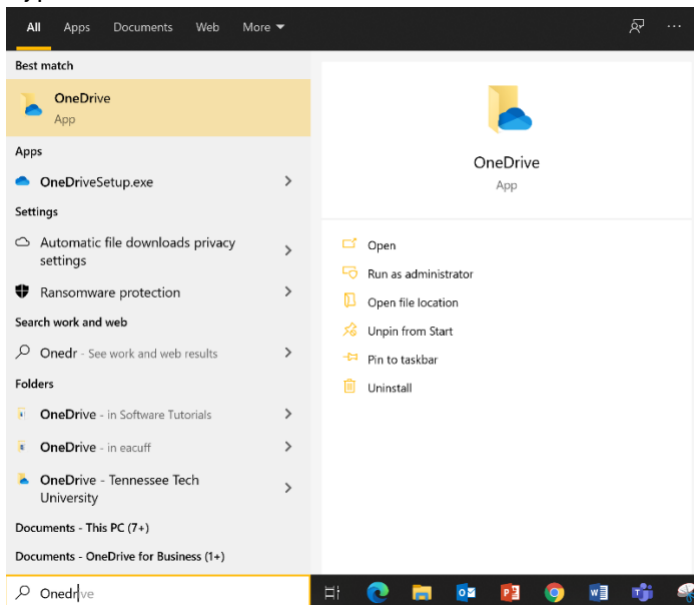 All Apps Documents Web More
Best match
OneDrive
App
Apps
OneDriveSetup.exe
Settings
Automatic file downloads privacy
settings
Ransomware protection
Search work and web
Onedr - See work and web results
Folders
OneDrive - in Software Tutorials
OneDrive - in eacuff
OneDrive - Tennessee Tech
University
Documents - This PC (7+)
Documents - OneDrive for Business (1+)
Onedrive
OneDrive
App
Open
Run as administrator
Open file location
Unpin from Start
Pin to taskbar
Uninstall